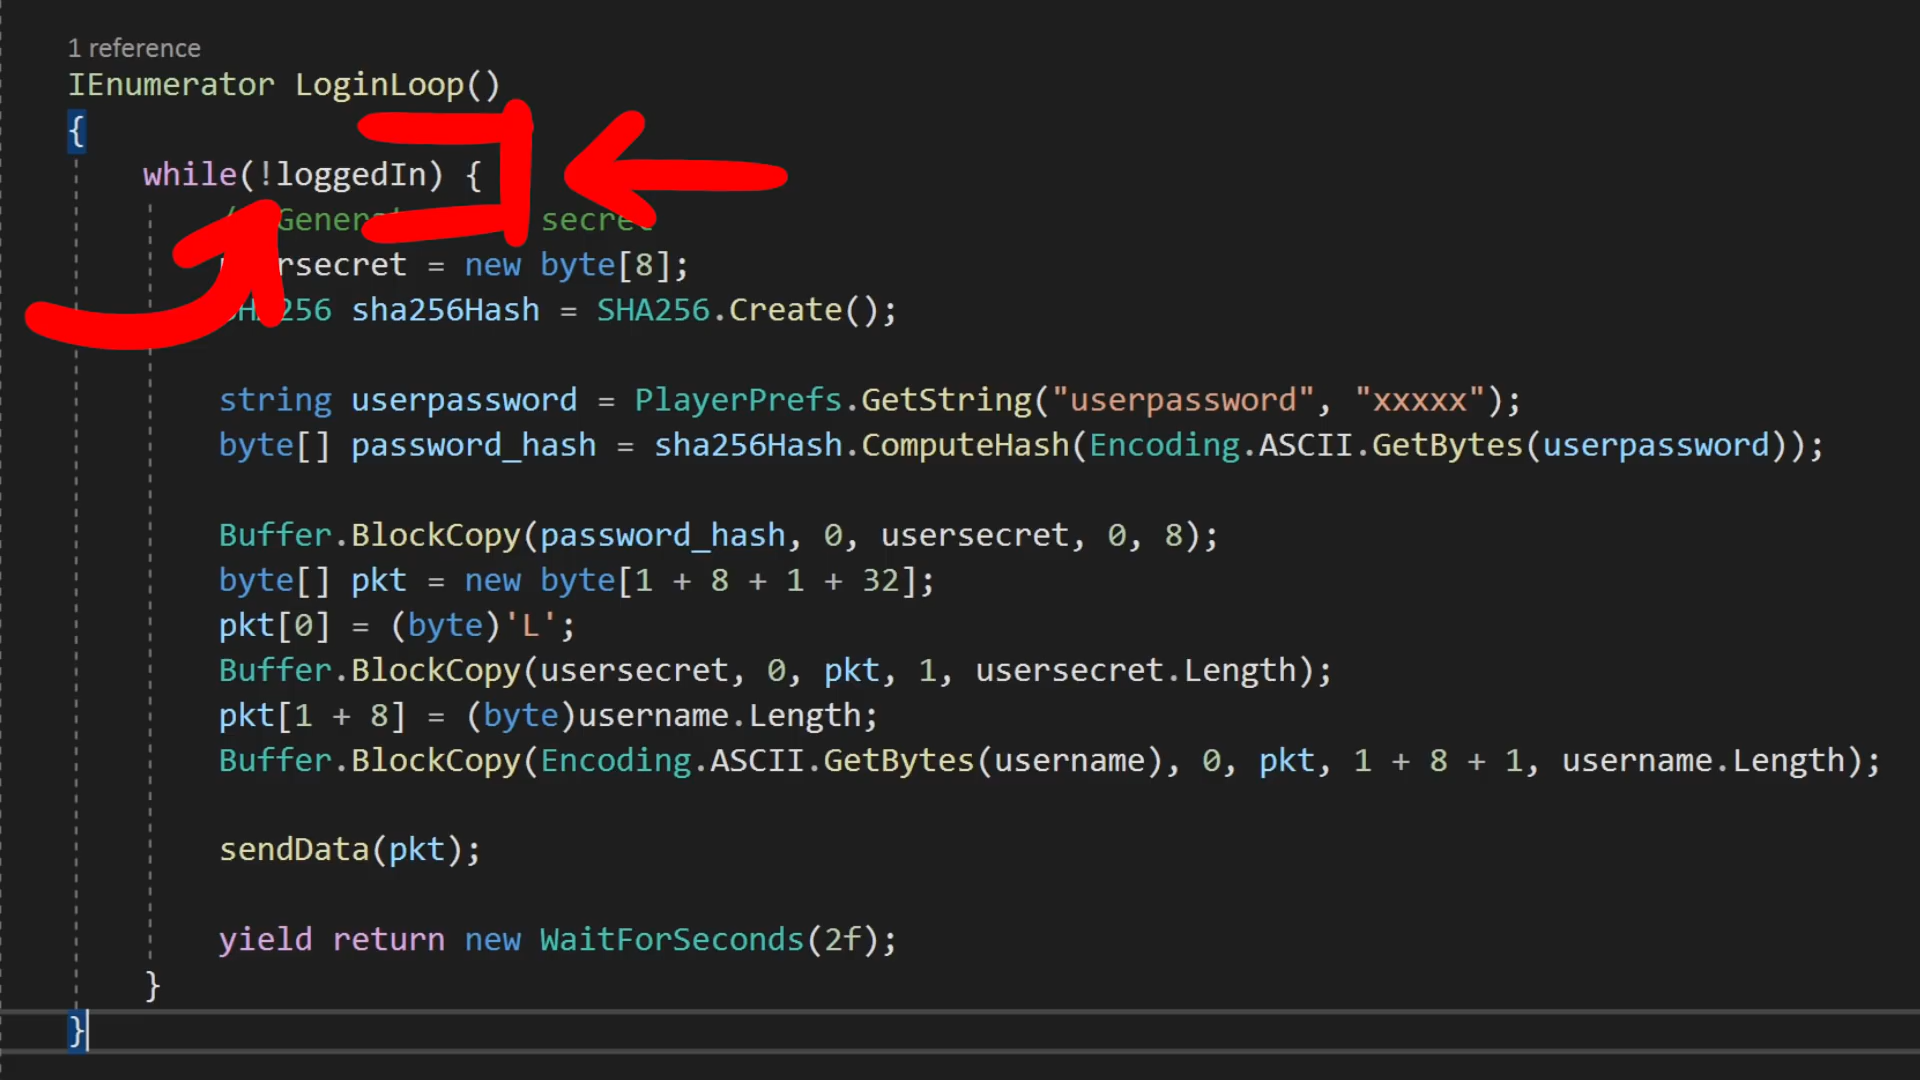 1 reference
IEnumerator LoginLoop()
{
while(!loggedIn) {
/ Gener secret
rsecret = new byte[8];
SHA256 sha256Hash = SHA256.Create();
string userpassword = PlayerPrefs.GetString("userpassword", "xxxxx");
byte[] password_hash = sha256Hash.ComputeHash(Encoding.ASCII.GetBytes(userpassword));
Buffer.BlockCopy(password_hash, 0, usersecret, 0, 8);
byte[] pkt = new byte[1 + 8 + 1 + 32];
pkt[0] = (byte)'L';
Buffer.BlockCopy(usersecret, 0, pkt, 1, usersecret.Length);
pkt[1 + 8] = (byte)username.Length;
Buffer.BlockCopy(Encoding.ASCII.GetBytes(username), 0, pkt, 1 + 8 + 1, username.Length);
sendData(pkt);
yield return new WaitForSeconds(2f);
}
}